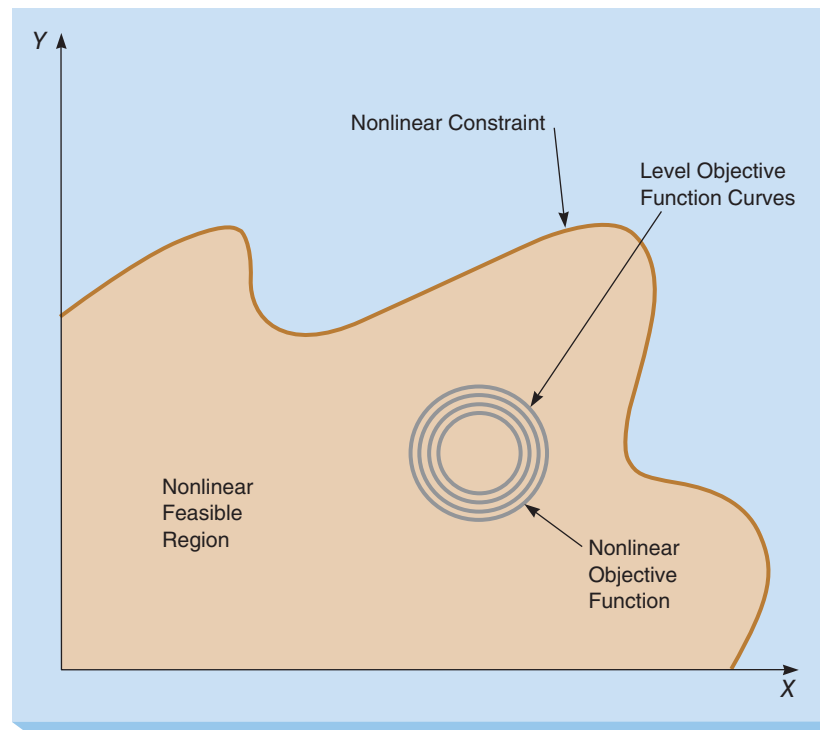 Y
Nonlinear Constraint
Level Objective
Function Curves
Nonlinear
Feasible
Region
Nonlinear
Objective
Function
X